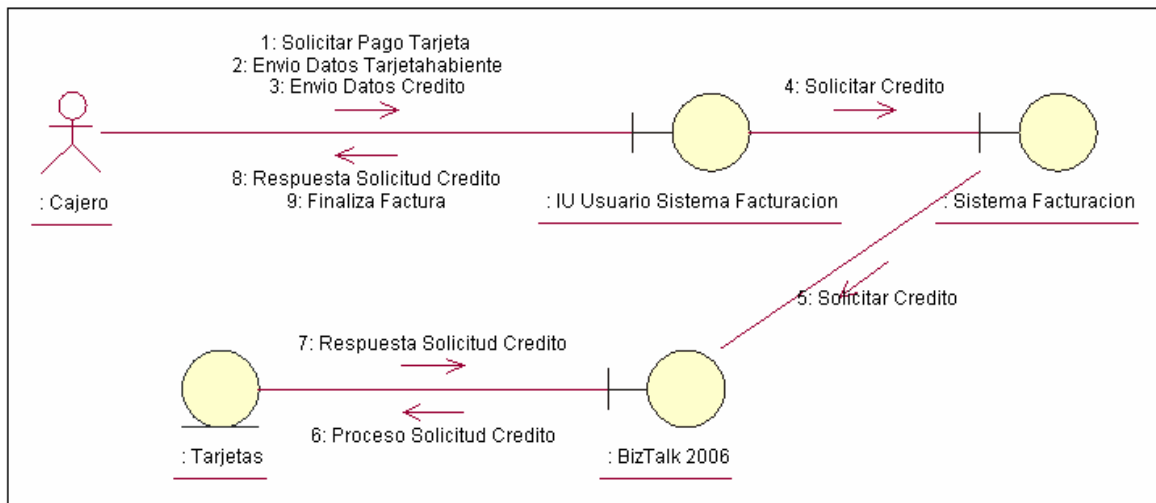 1: Solicitar Pago Tarjeta
2: Envio Datos Tarjetahabiente
3: Envio Datos Credito
4: Solicitar Credito
8: Respuesta Solicitud Credito
9: Finaliza Factura
: Cajero
: IU Usuario Sistema Facturacion
: Sistema Facturacion
5: Solicitar Credito
7: Respuesta Solicitud Credito
6: Proceso Solicitud Credito
: Tarjetas
: BizTalk 2006